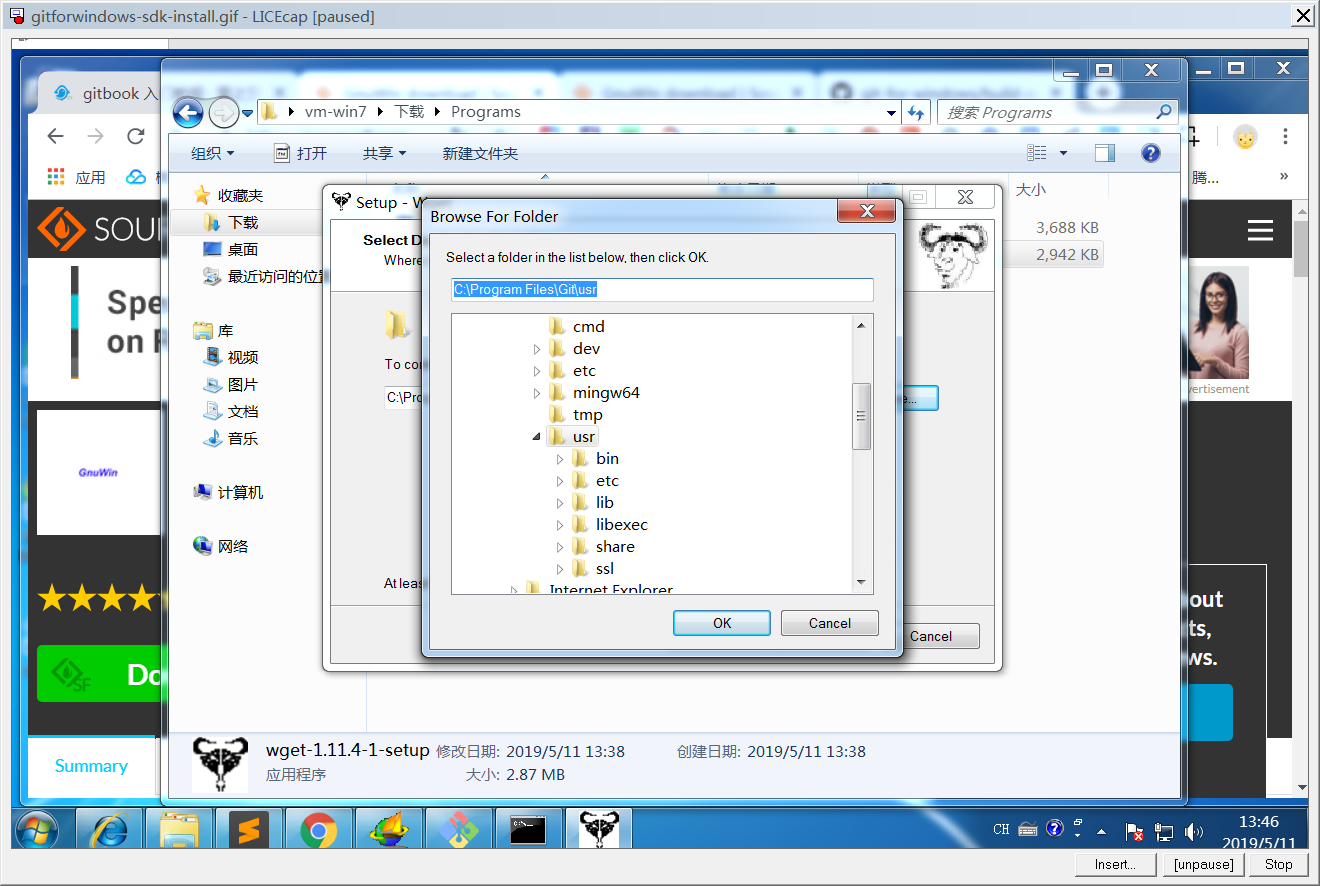 gitforwindows-sdk-install.gif - LICEcap [paused]
gitbook 入
vm-win7 下载 Programs
搜索 Programs
组织 打开 共享 新建文件夹
应用
腾...
»
SOU
收藏夹
下载
桌面
最近访问的位置
库
视频
图片
文档
音乐
计算机
网络
大小
3,688 KB
2,942 KB
Setup - W
Select D
Where
To con
C:\Pro
e...
At leas
Cancel
Browse For Folder
Select a folder in the list below, then click OK.
C:\Program Files\Git\usr
cmd
dev
etc
mingw64
tmp
usr
bin
etc
lib
libexec
share
ssl
Internet Explorer
OK Cancel
Spe
on F
GnuWin
SF
Do
Summary
vertisement
out
ts,
ws.
wget-1.11.4-1-setup 修改日期: 2019/5/11 13:38 创建日期: 2019/5/11 13:38
应用程序 大小: 2.87 MB
CH
13:46
2019/5/11
Insert... [unpause] Stop